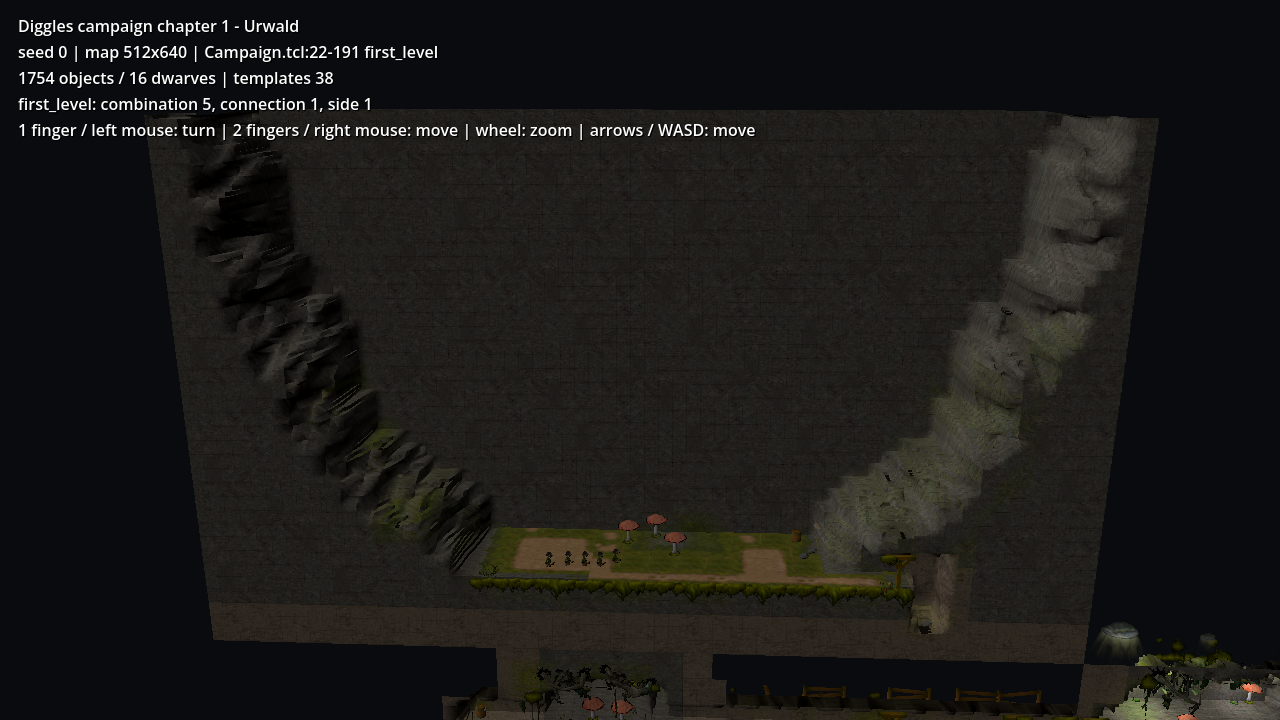 Diggles campaign chapter 1 - Urwald
seed 0 | map 512x640 | Campaign.tcl:22-191 first_level
1754 objects / 16 dwarves | templates 38
first_level: combination 5, connection 1, side 1
1 finger / left mouse: turn | 2 fingers / right mouse: move | wheel: zoom | arrows / WASD: move